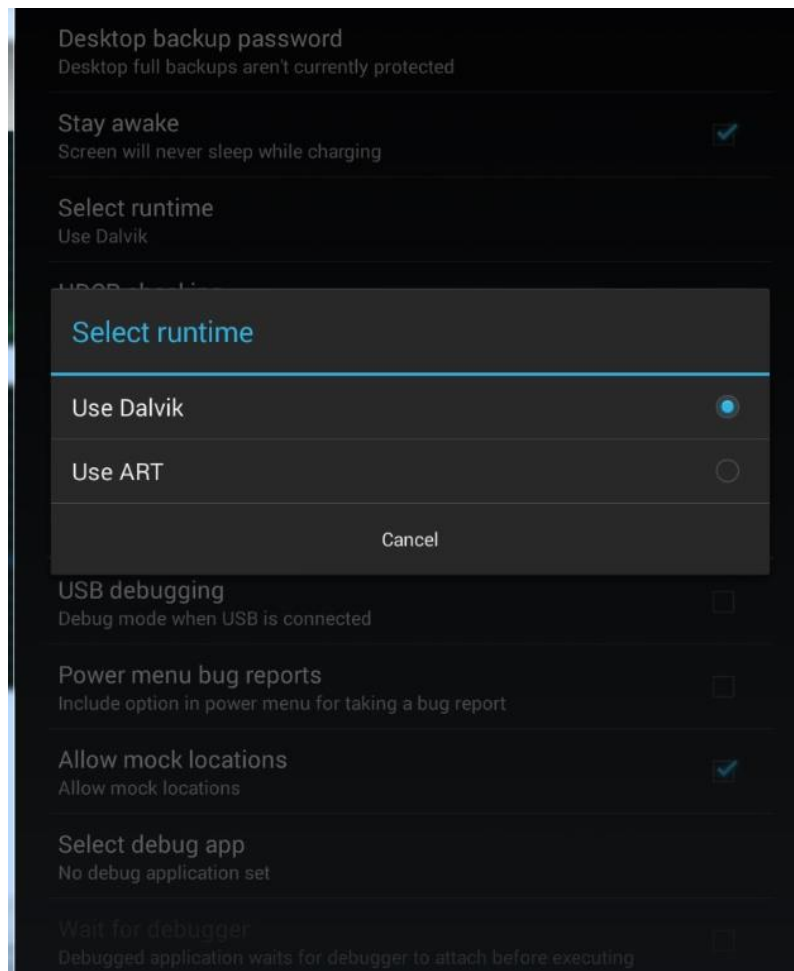 Desktop backup password
Desktop full backups aren't currently protected
Stay awake
Screen will never sleep while charging
Select runtime
Use Dalvik
HDCP checking
Select runtime
Use Dalvik
Use ART
Cancel
USB debugging
Debug mode when USB is connected
Power menu bug reports
Include option in power menu for taking a bug report
Allow mock locations
Allow mock locations
Select debug app
No debug application set
Wait for debugger
Debugged application waits for debugger to attach before executing